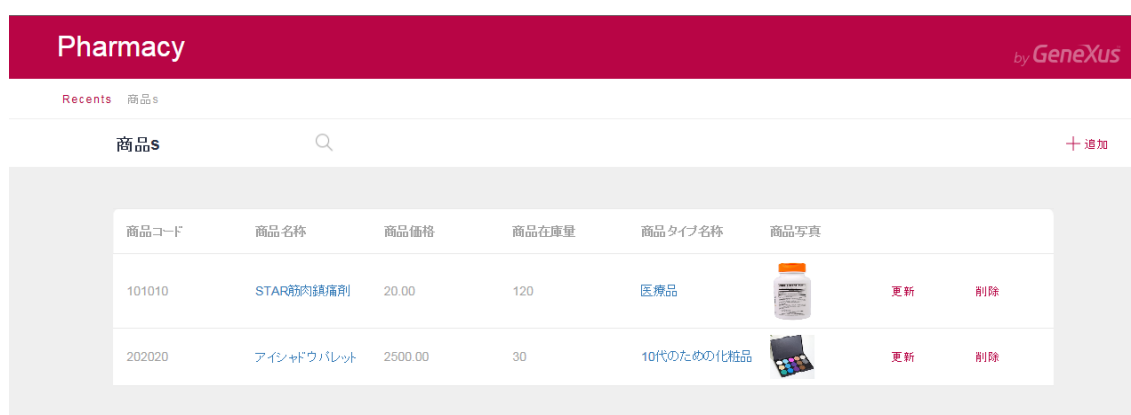 Pharmacy
by GeneXus
Recents 商品s
商品s
追加
商品コード 商品名称 商品価格 商品在庫量 商品タイプ名称 商品写真
101010 STAR筋肉鎮痛剤 20.00 120 医療品 更新 削除
202020 アイシャドウパレット 2500.00 30 10代のための化粧品 更新 削除